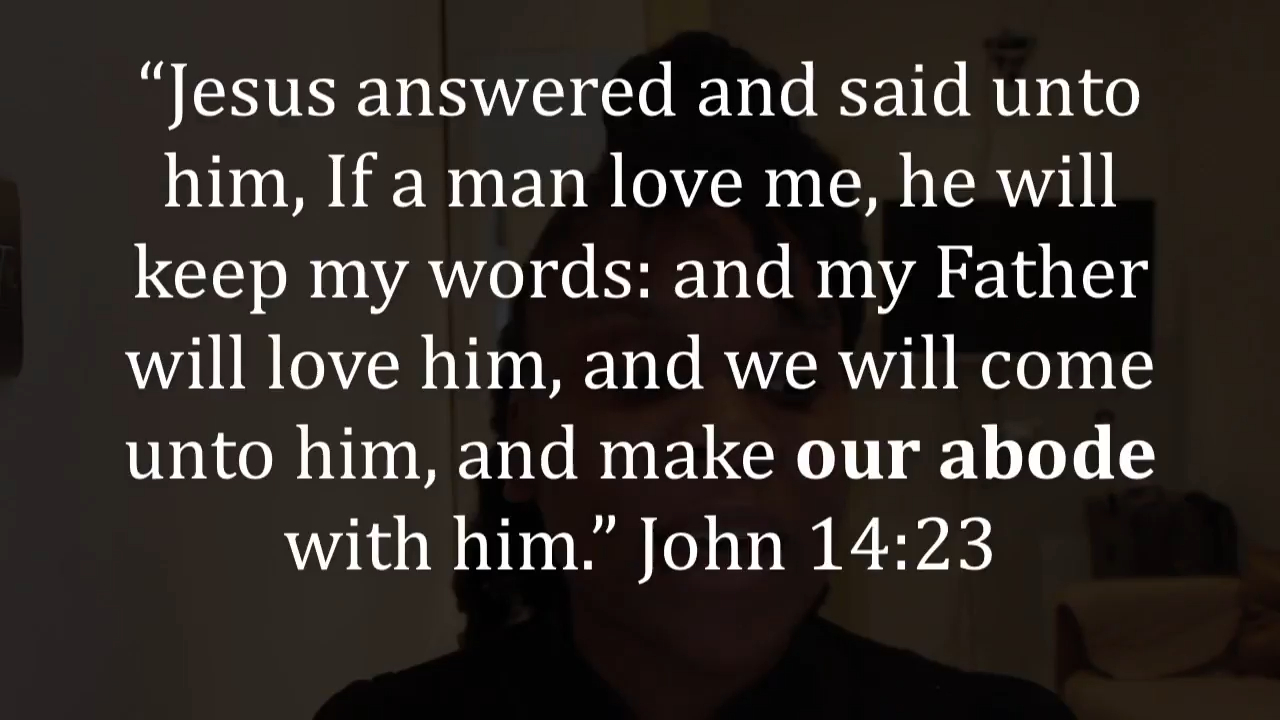 “Jesus answered and said unto
him, If a man love me, he will
keep my words: and my Father
will love him, and we will come
unto him, and make our abode
with him.” John 14:23